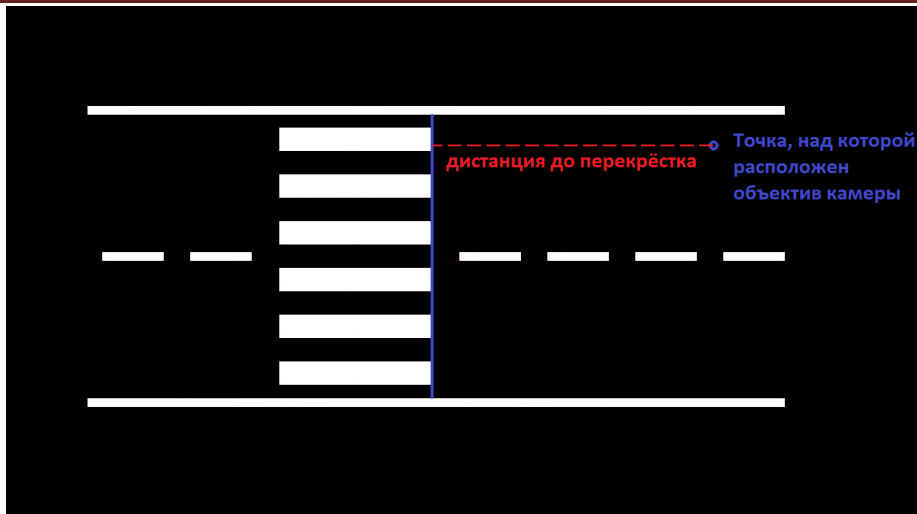 Точка, над которой
расположен
объектив камеры
дистанция до перекрёстка